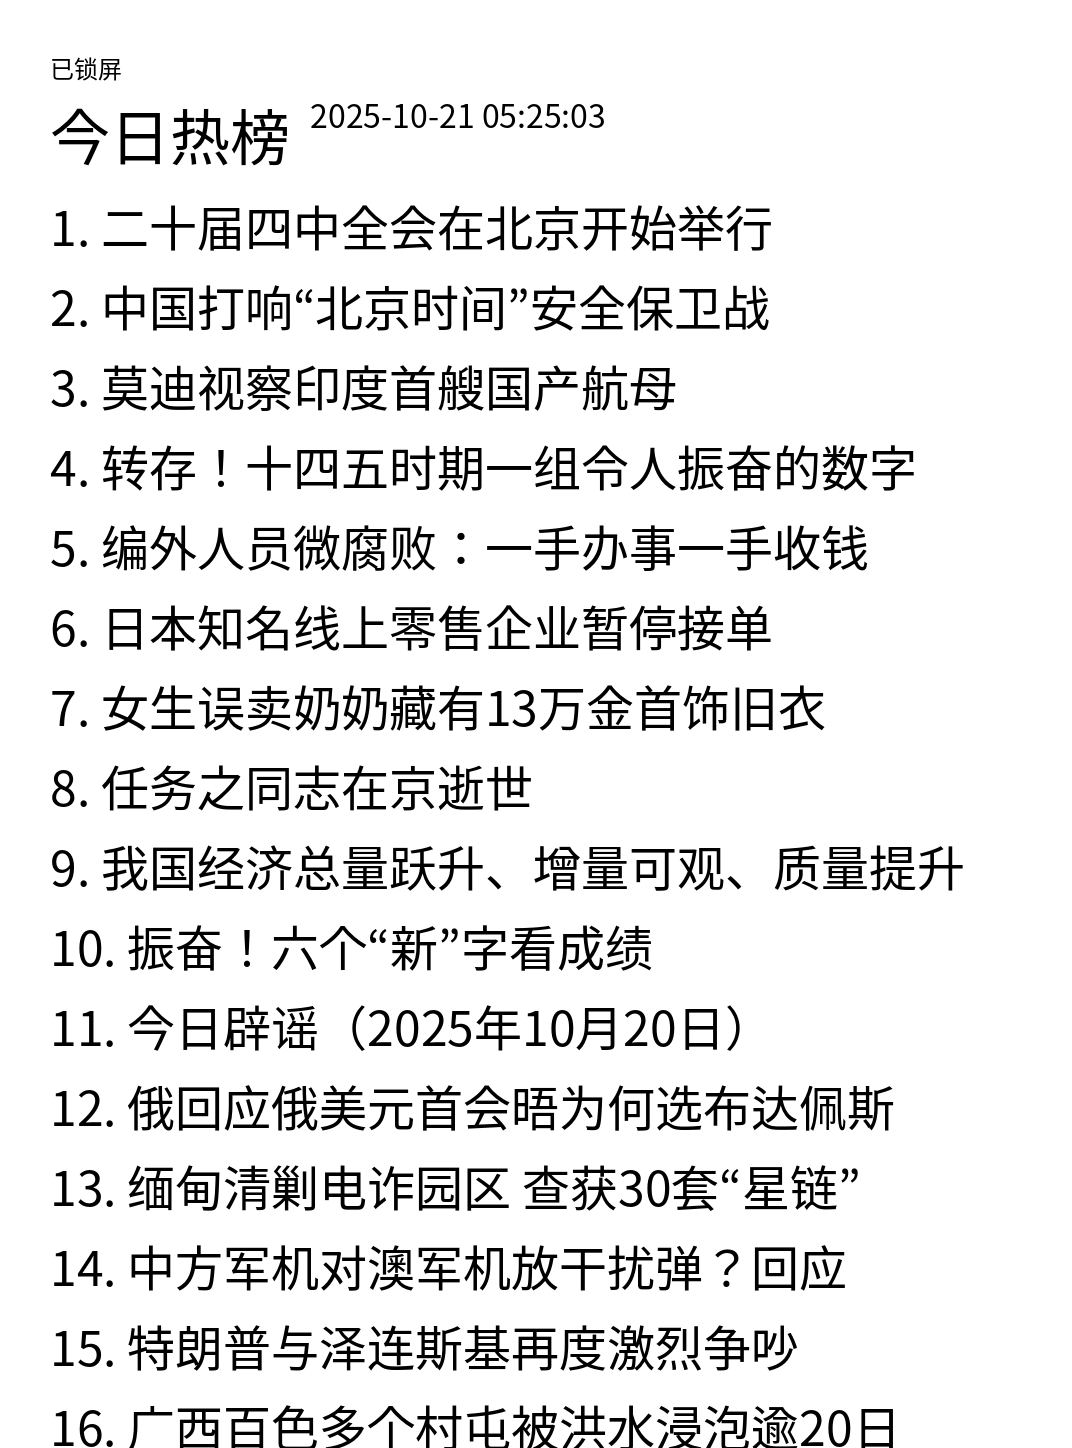 已锁屏
今日热榜 2025-10-21 05:25:03
1. 二十届四中全会在北京开始举行
2. 中国打响“北京时间”安全保卫战
3. 莫迪视察印度首艘国产航母
4. 转存！十四五时期一组令人振奋的数字
5. 编外人员微腐败：一手办事一手收钱
6. 日本知名线上零售企业暂停接单
7. 女生误卖奶奶藏有13万金首饰旧衣
8. 任务之同志在京逝世
9. 我国经济总量跃升、增量可观、质量提升
10. 振奋！六个“新”字看成绩
11. 今日辟谣（2025年10月20日）
12. 俄回应俄美元首会晤为何选布达佩斯
13. 缅甸清剿电诈园区 查获30套“星链”
14. 中方军机对澳军机放干扰弹？回应
15. 特朗普与泽连斯基再度激烈争吵
16. 广西百色多个村屯被洪水浸泡逾20日